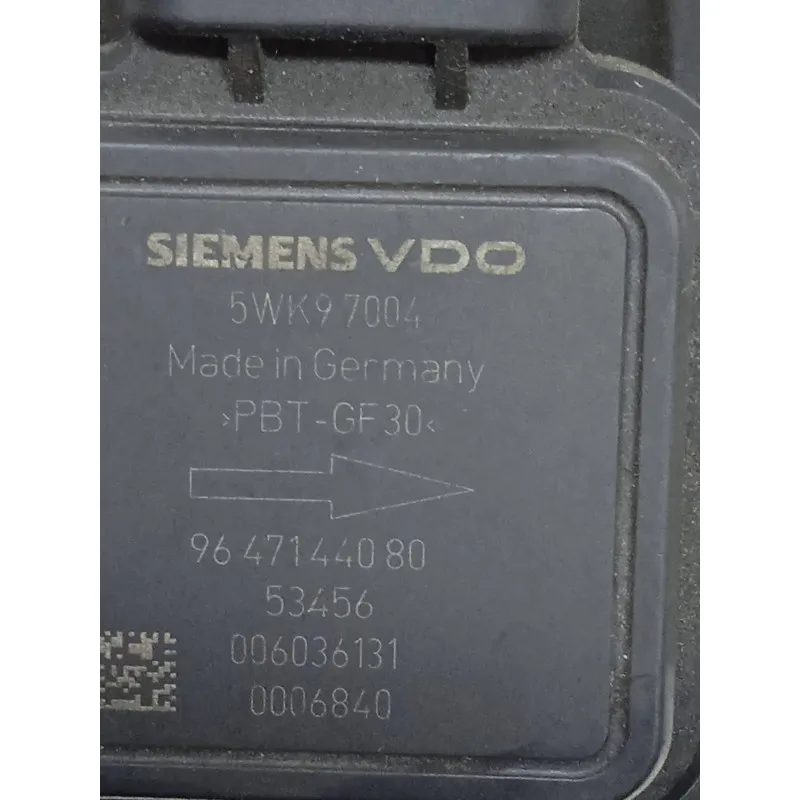 SIEMENS VDO
5WK9 7004
Made in Germany
>PBT-GF30<
96 471440 80
53456
006036131
0006840